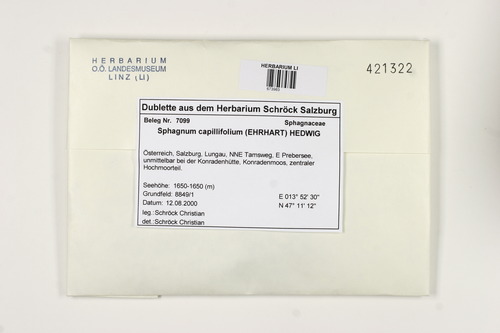 HERBARIUM
O.Ö. LANDESMUSEUM
LINZ (LI)
HERBARIUM LI
421322
Dublette aus dem Herbarium Schröck Salzburg
Beleg Nr. 7099 Sphagnaceae
Sphagnum capillifolium (EHRHART) HEDWIG
Österreich, Salzburg, Lungau, NNE Tamsweg, E Prebersee,
unmittelbar bei der Konradenhütte, Konradenmoos, zentraler
Hochmoorteil.
Seehöhe: 1650-1650 (m)
Grundfeld: 8849/1 E 013° 52' 30"
Datum: 12.08.2000 N 47° 11' 12"
leg.:Schröck Christian
det.:Schröck Christian